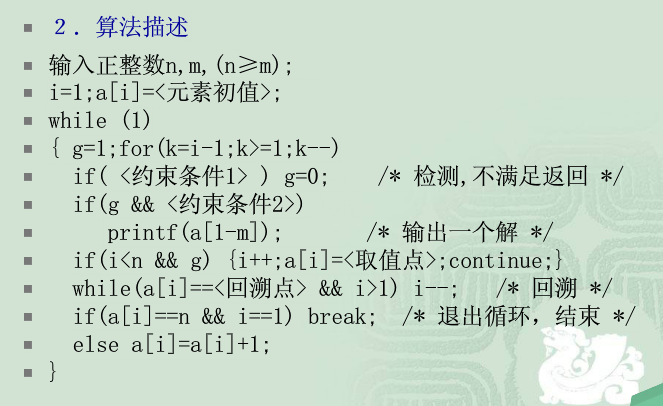 2．算法描述
输入正整数n,m,(n≥m);
i=1;a[i]=<元素初值>;
while (1)
{ g=1;for(k=i-1;k>=1;k--)
if( <约束条件1> ) g=0; /* 检测,不满足返回 */
if(g && <约束条件2>)
printf(a[1-m]); /* 输出一个解 */
if(i<n && g) {i++;a[i]=<取值点>;continue;}
while(a[i]==<回溯点> && i>1) i--; /* 回溯 */
if(a[i]==n && i==1) break; /* 退出循环，结束 */
else a[i]=a[i]+1;
}